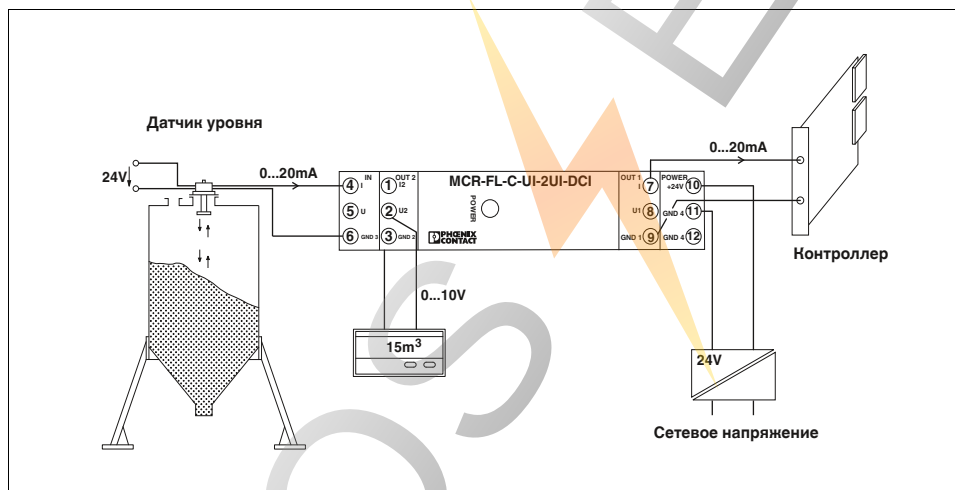 Датчик уровня
24V
0...20mA
0...20mA
IN
4 I
5 U
6 GND 3
OUT 2
1 I2
2 U2
3 GND 2
MCR-FL-C-UI-2UI-DCI
POWER
PHŒNIX
CONTACT
OUT 1
I 7
U1 8
GND 1 9
POWER
+24V 10
GND 4 11
GND 4 12
Контроллер
0...10V
15m³
24V
Сетевое напряжение